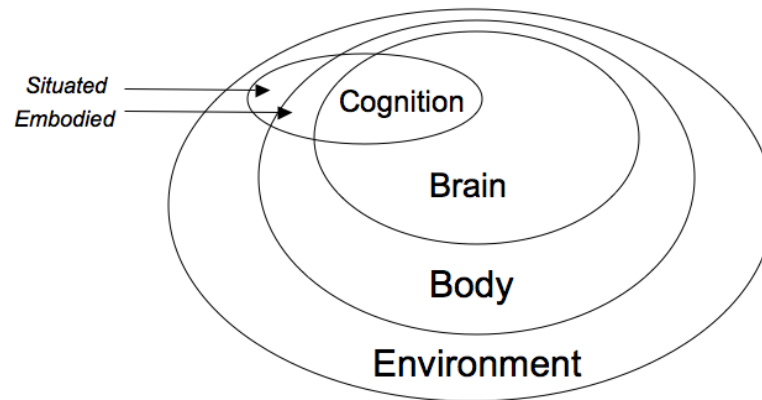 Situated
Embodied
Cognition
Brain
Body
Environment